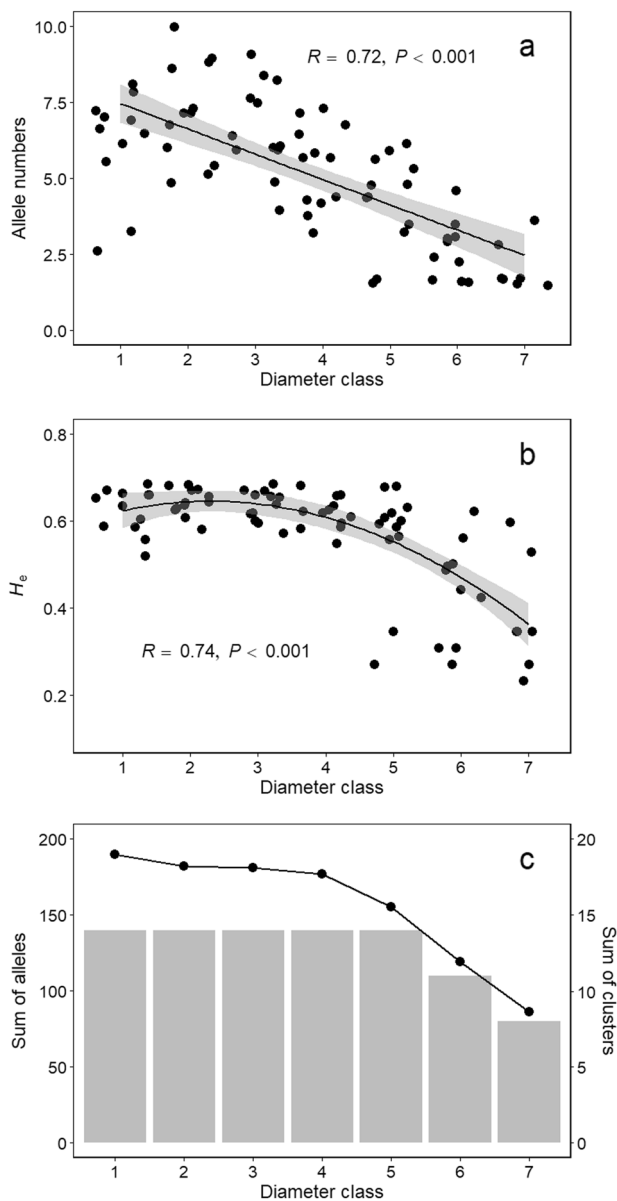 a
R = 0.72, P < 0.001
Allele numbers
10.0
7.5
5.0
2.5
0.0
1 2 3 4 5 6 7
Diameter class
b
R = 0.74, P < 0.001
He
0.8
0.6
0.4
0.2
1 2 3 4 5 6 7
Diameter class
c
Sum of alleles
200
150
100
50
0
20
15
10
5
0
Sum of clusters
1 2 3 4 5 6 7
Diameter class